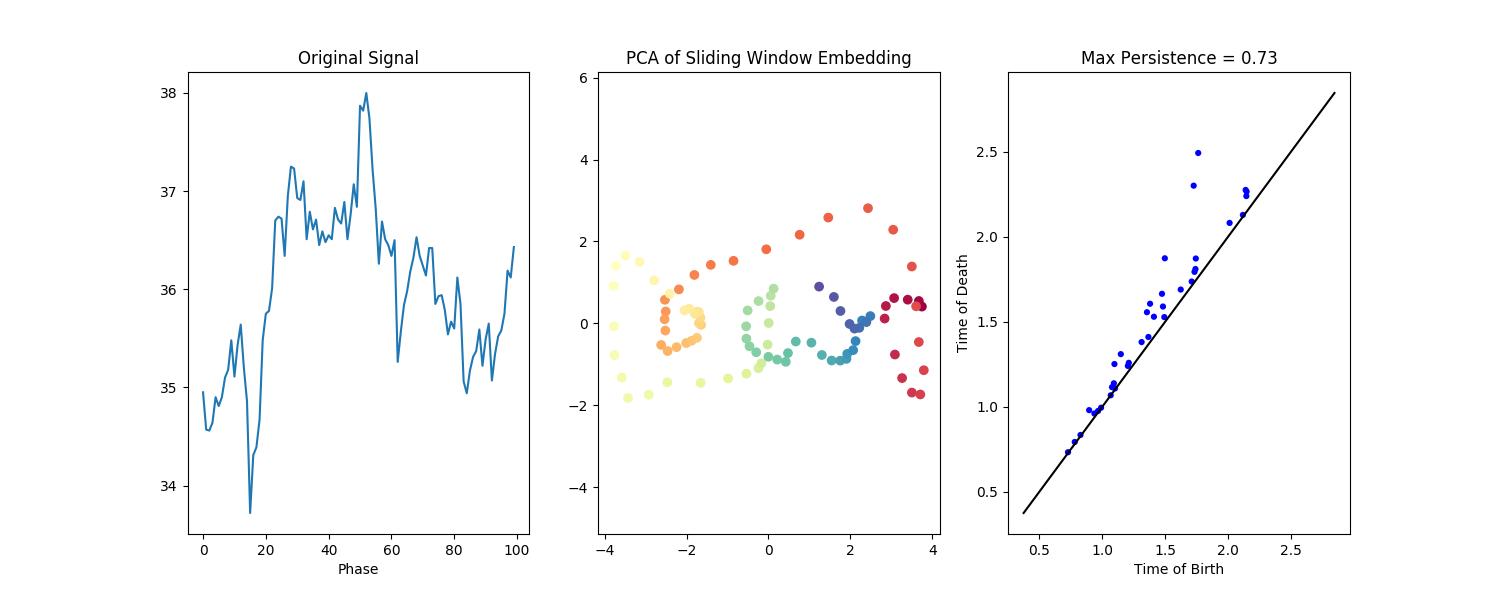 Original Signal
38
37
36
35
34
0 20 40 60 80 100
Phase
PCA of Sliding Window Embedding
6
4
2
0
−2
−4
−4 −2 0 2 4
Max Persistence = 0.73
Time of Death
2.5
2.0
1.5
1.0
0.5
0.5 1.0 1.5 2.0 2.5
Time of Birth